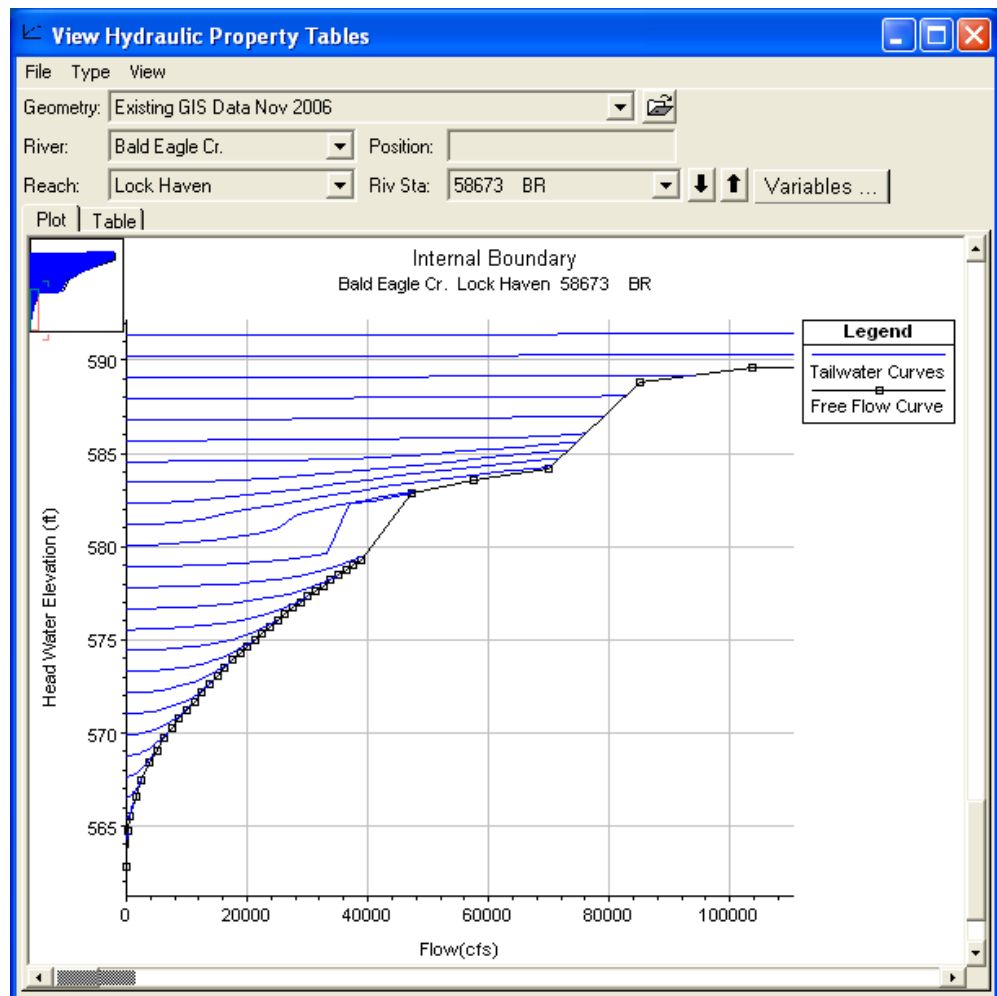 View Hydraulic Property Tables
File Type View
Geometry: Existing GIS Data Nov 2006
River: Bald Eagle Cr. Position:
Reach: Lock Haven Riv Sta: 58673 BR Variables ...
Plot Table
Internal Boundary
Bald Eagle Cr. Lock Haven 58673 BR
Legend
Tailwater Curves
Free Flow Curve
590
585
580
575
570
565
Head Water Elevation (ft)
0 20000 40000 60000 80000 100000
Flow(cfs)